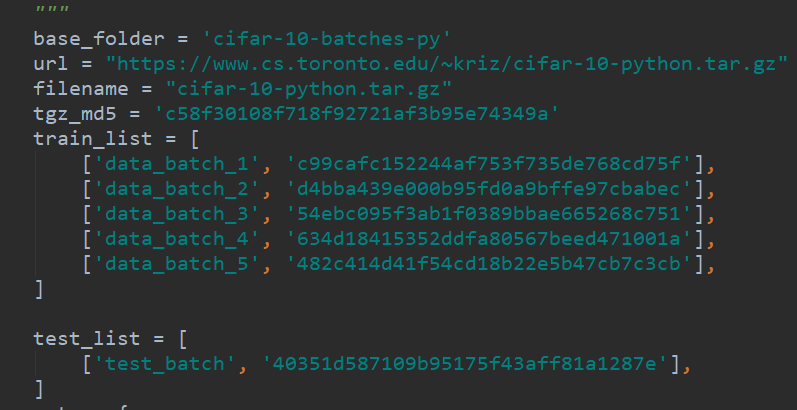 """
base_folder = 'cifar-10-batches-py'
url = "https://www.cs.toronto.edu/~kriz/cifar-10-python.tar.gz"
filename = "cifar-10-python.tar.gz"
tgz_md5 = 'c58f30108f718f92721af3b95e74349a'
train_list = [
    ['data_batch_1', 'c99cafc152244af753f735de768cd75f'],
    ['data_batch_2', 'd4bba439e000b95fd0a9bffe97cbabec'],
    ['data_batch_3', '54ebc095f3ab1f0389bbae665268c751'],
    ['data_batch_4', '634d18415352ddfa80567beed471001a'],
    ['data_batch_5', '482c414d41f54cd18b22e5b47cb7c3cb'],
]
test_list = [
    ['test_batch', '40351d587109b95175f43aff81a1287e'],
]